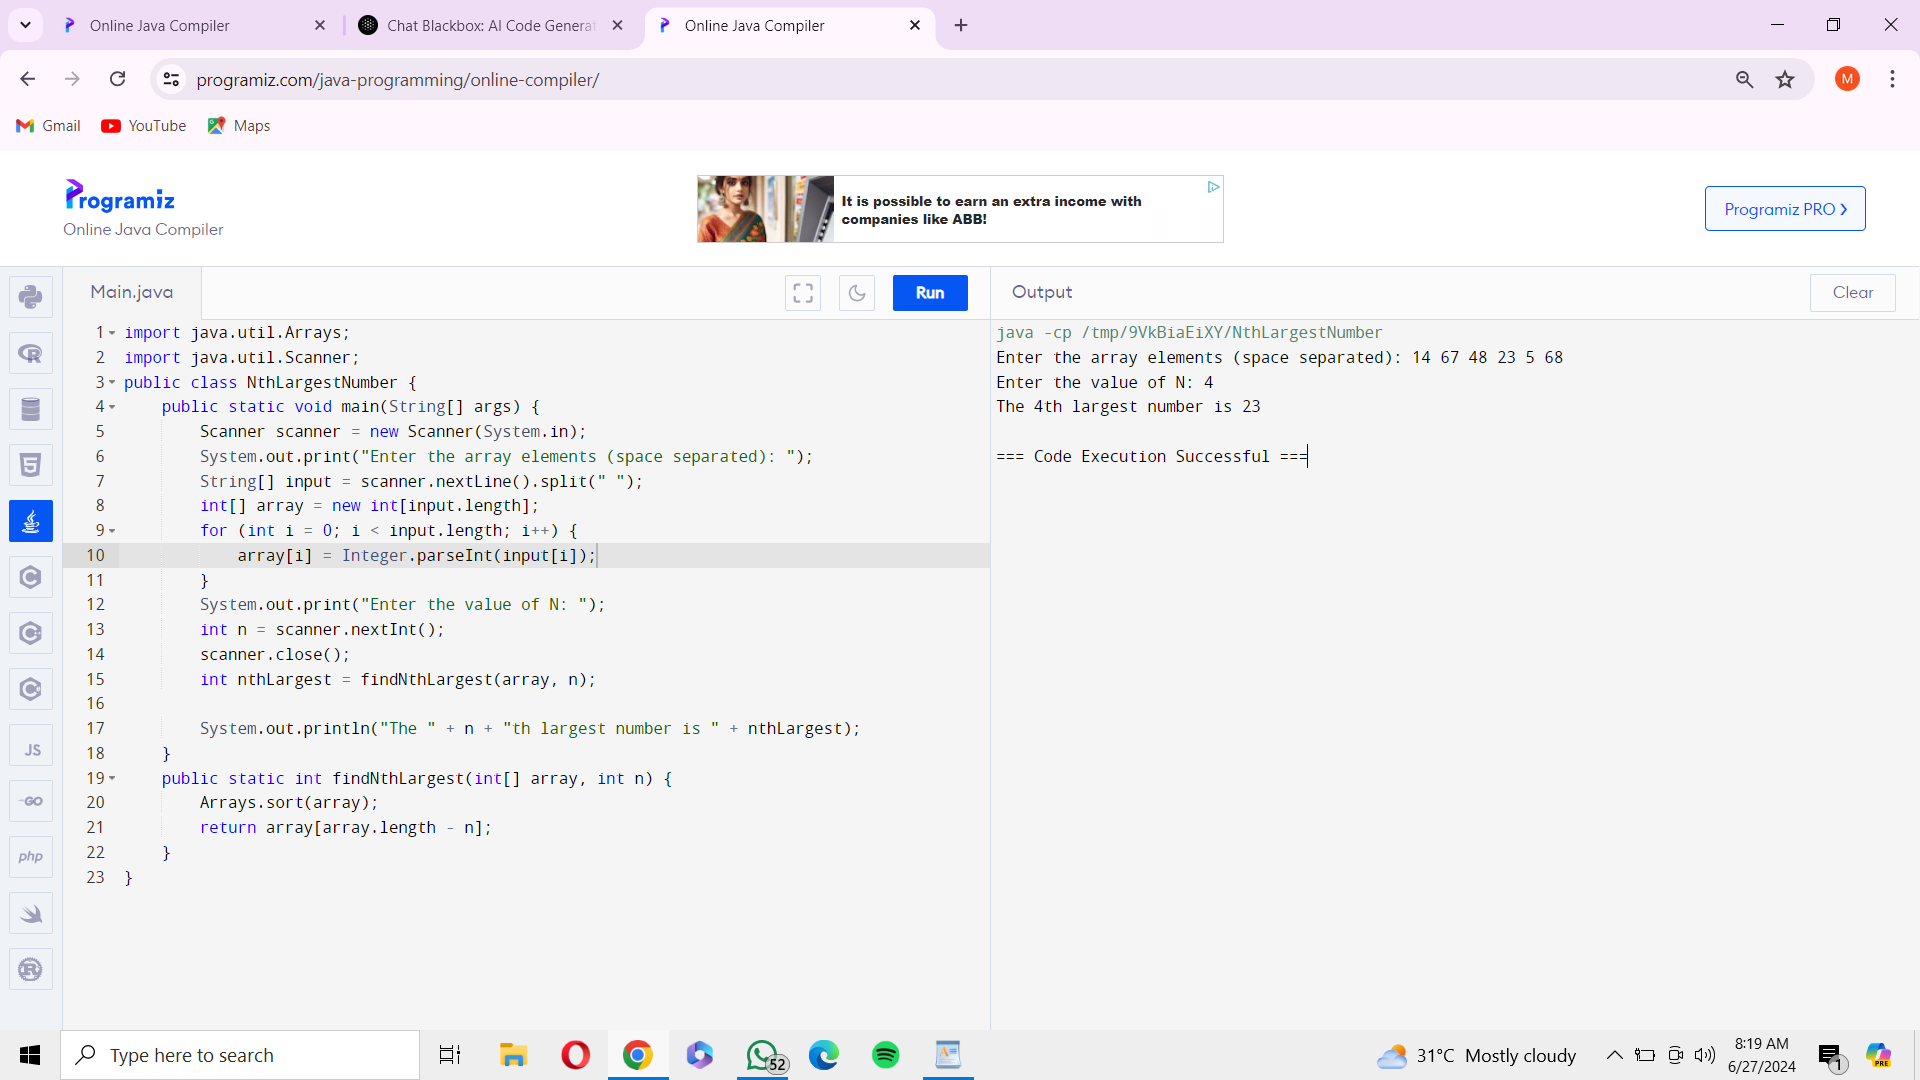 Online Java Compiler
Chat Blackbox: AI Code Genera
Online Java Compiler
programiz.com/java-programming/online-compiler/
M
Gmail
YouTube
Maps
Programiz
Online Java Compiler
It is possible to earn an extra income with
companies like ABB!
Programiz PRO ›
Main.java
Run
Output
Clear
1 import java.util.Arrays;
2 import java.util.Scanner;
3 public class NthLargestNumber {
4 public static void main(String[] args) {
5 Scanner scanner = new Scanner(System.in);
6 System.out.print("Enter the array elements (space separated): ");
7 String[] input = scanner.nextLine().split(" ");
8 int[] array = new int[input.length];
9 for (int i = 0; i < input.length; i++) {
10 array[i] = Integer.parseInt(input[i]);
11 }
12 System.out.print("Enter the value of N: ");
13 int n = scanner.nextInt();
14 scanner.close();
15 int nthLargest = findNthLargest(array, n);
16
17 System.out.println("The " + n + "th largest number is " + nthLargest);
18 }
19 public static int findNthLargest(int[] array, int n) {
20 Arrays.sort(array);
21 return array[array.length - n];
22 }
23 }
java -cp /tmp/9VkBiaEiXY/NthLargestNumber
Enter the array elements (space separated): 14 67 48 23 5 68
Enter the value of N: 4
The 4th largest number is 23
=== Code Execution Successful ===
JS
GO
php
Type here to search
52
31°C Mostly cloudy
8:19 AM
6/27/2024
1
PRE